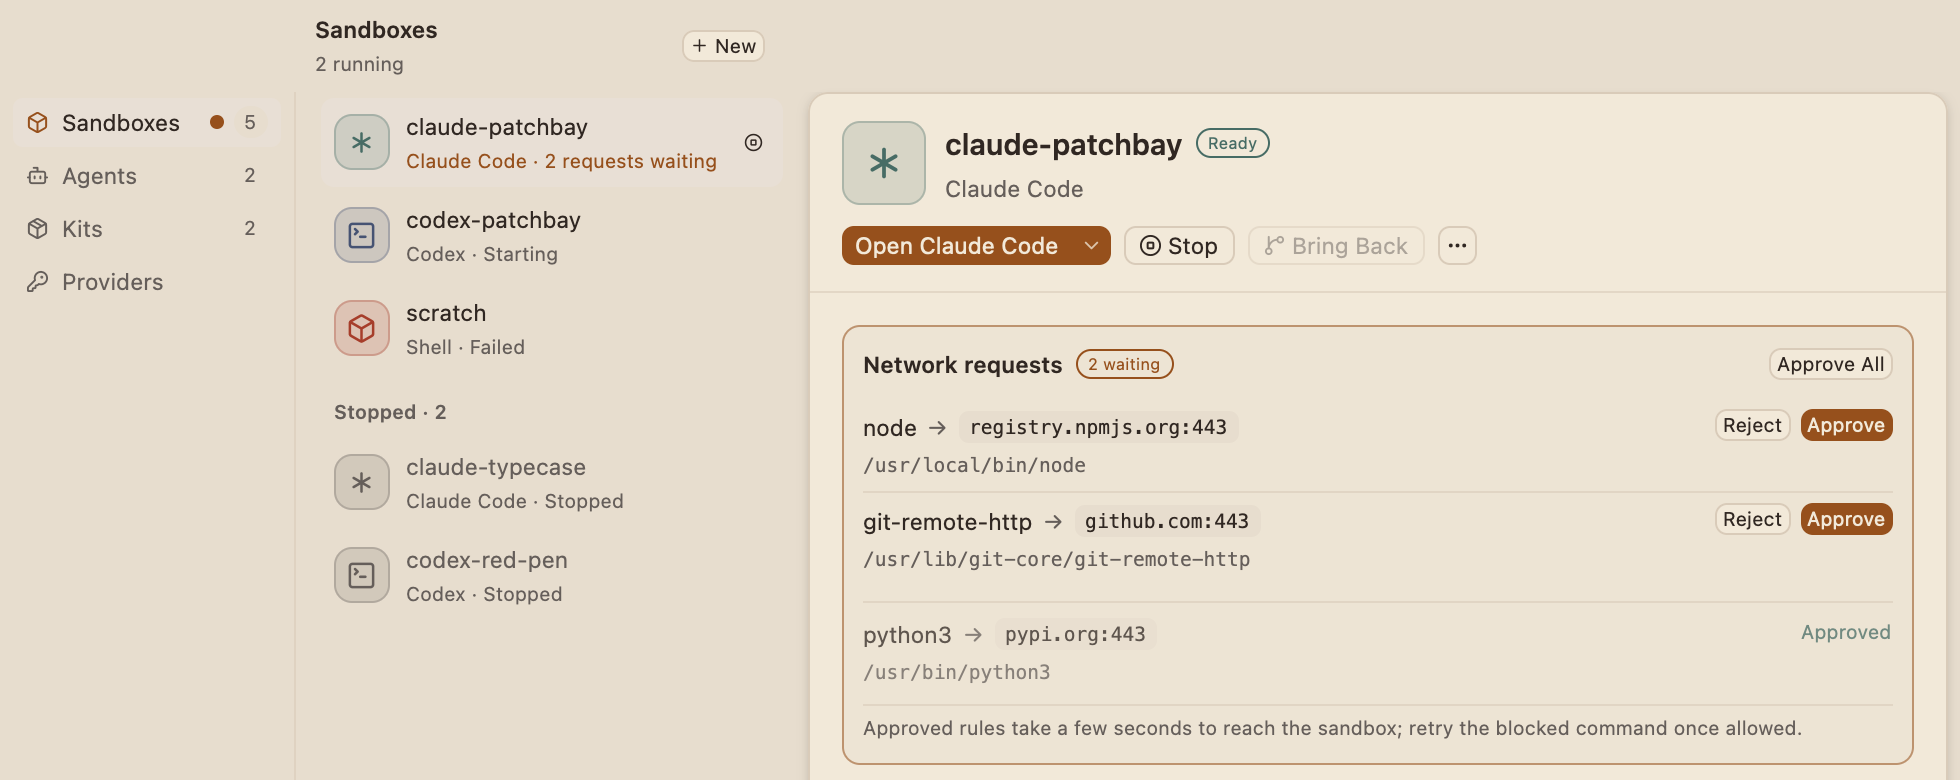 Sandboxes
2 running
+ New
Sandboxes 5
Agents 2
Kits 2
Providers
claude-patchbay
Claude Code · 2 requests waiting
codex-patchbay
Codex · Starting
scratch
Shell · Failed
Stopped · 2
claude-typecase
Claude Code · Stopped
codex-red-pen
Codex · Stopped
claude-patchbay Ready
Claude Code
Open Claude Code Stop Bring Back
Network requests 2 waiting Approve All
node → registry.npmjs.org:443 Reject Approve
/usr/local/bin/node
git-remote-http → github.com:443 Reject Approve
/usr/lib/git-core/git-remote-http
python3 → pypi.org:443 Approved
/usr/bin/python3
Approved rules take a few seconds to reach the sandbox; retry the blocked command once allowed.